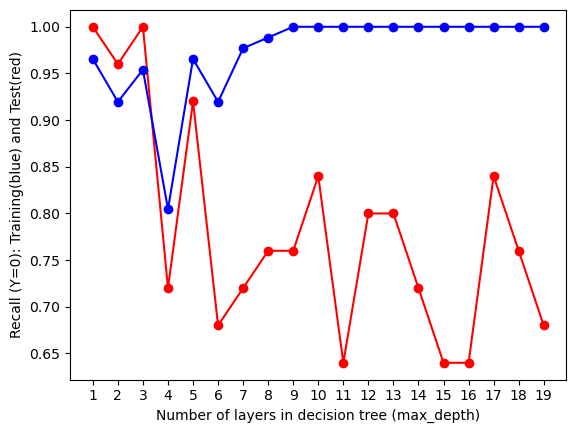 Recall (Y=0): Training(blue) and Test(red)
1.00
0.95
0.90
0.85
0.80
0.75
0.70
0.65
1 2 3 4 5 6 7 8 9 10 11 12 13 14 15 16 17 18 19
Number of layers in decision tree (max_depth)